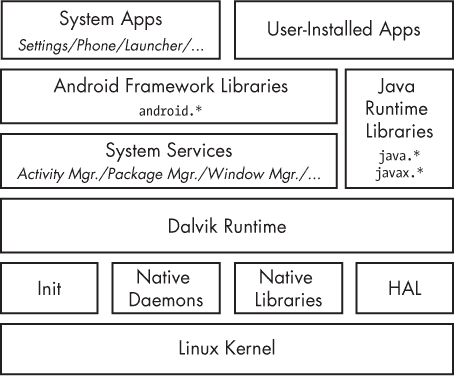 System Apps
Settings/Phone/Launcher/...
User-Installed Apps
Android Framework Libraries
android.*
Java
Runtime
Libraries
java.*
javax.*
System Services
Activity Mgr./Package Mgr./Window Mgr./...
Dalvik Runtime
Init
Native
Daemons
Native
Libraries
HAL
Linux Kernel